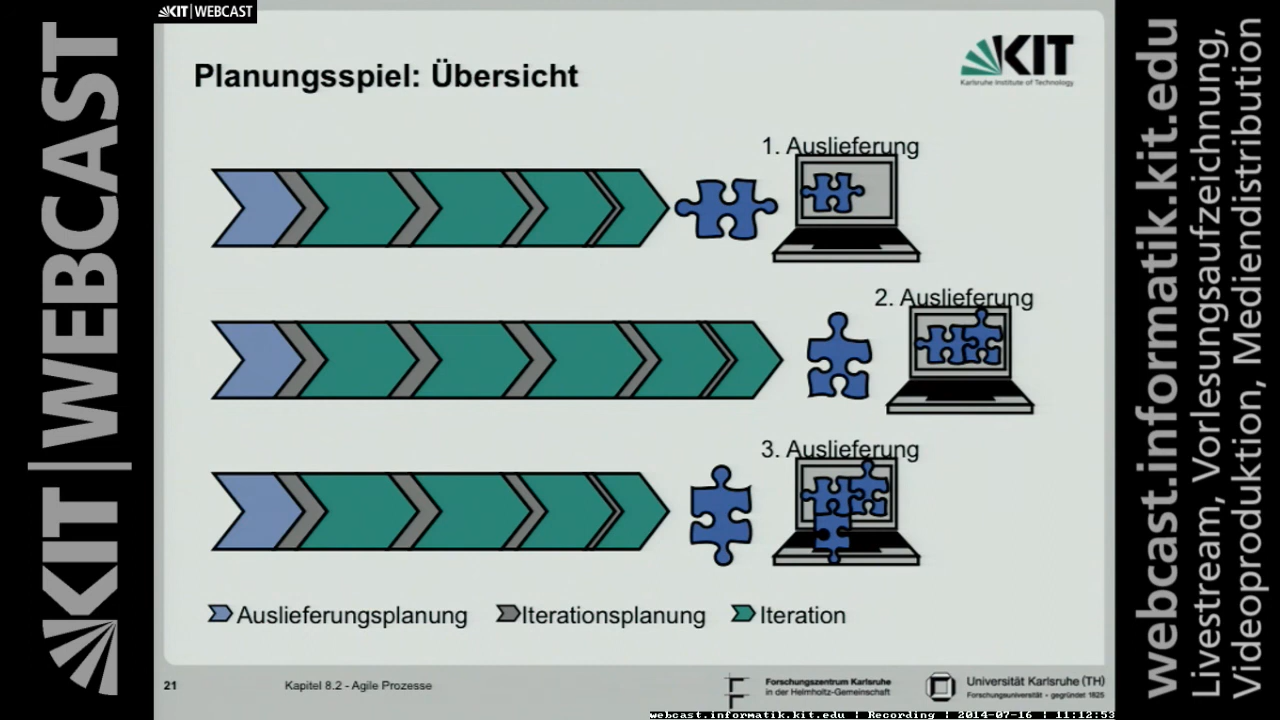 KIT | WEBCAST
KIT | WEBCAST
Planungsspiel: Übersicht
KIT
Karlsruhe Institute of Technology
1. Auslieferung
2. Auslieferung
3. Auslieferung
Auslieferungsplanung
Iterationsplanung
Iteration
21
Kapitel 8.2 - Agile Prozesse
Forschungszentrum Karlsruhe
in der Helmholtz-Gemeinschaft
Universität Karlsruhe (TH)
Forschungsuniversität - gegründet 1825
webcast.informatik.kit.edu | Recording | 2014-07-16 | 11:12:53
webcast.informatik.kit.edu
Livestream, Vorlesungsaufzeichnung,
Videoproduktion, Mediendistribution